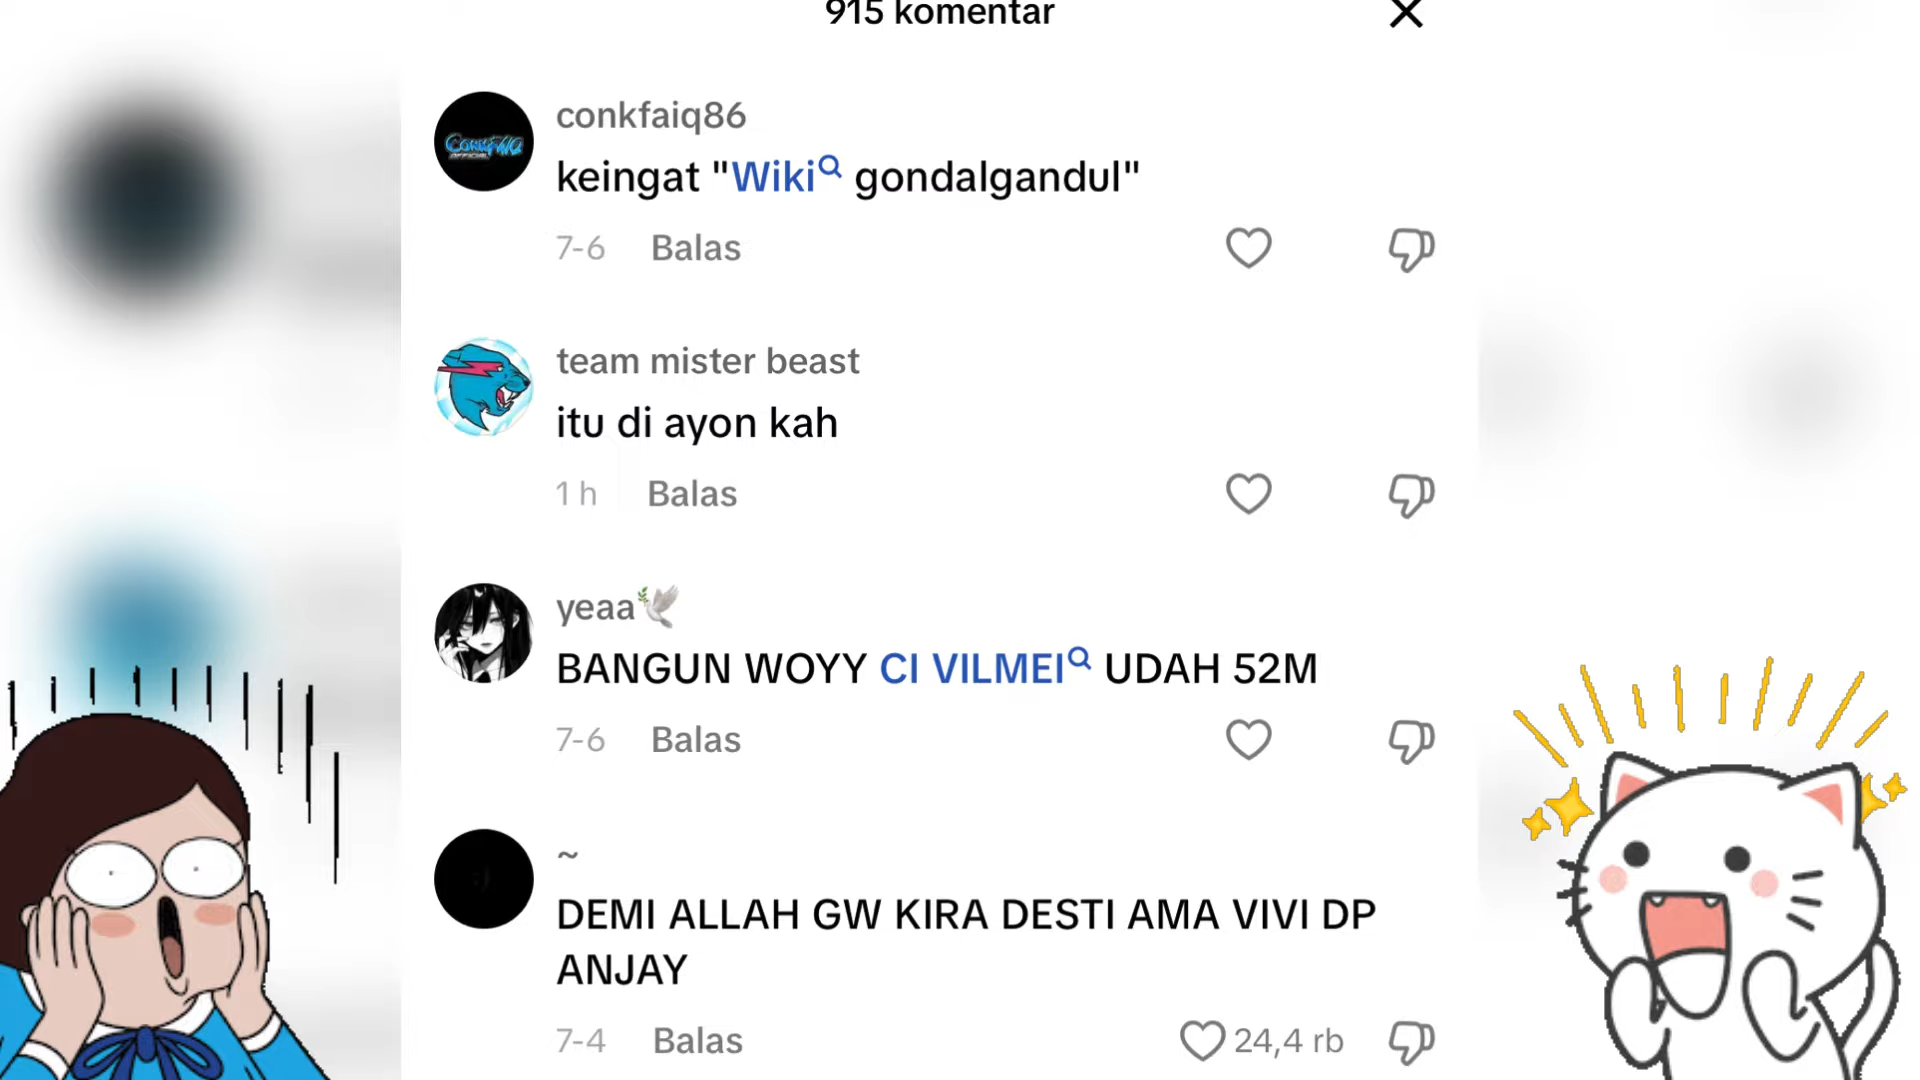 915 komentar
conkfaiq86
keingat "Wiki gondalgandul"
7-6 Balas
team mister beast
itu di ayon kah
1 h Balas
yeaa🕊️
BANGUN WOYY CI VILMEI UDAH 52M
7-6 Balas
~
DEMI ALLAH GW KIRA DESTI AMA VIVI DP
ANJAY
7-4 Balas 24,4 rb